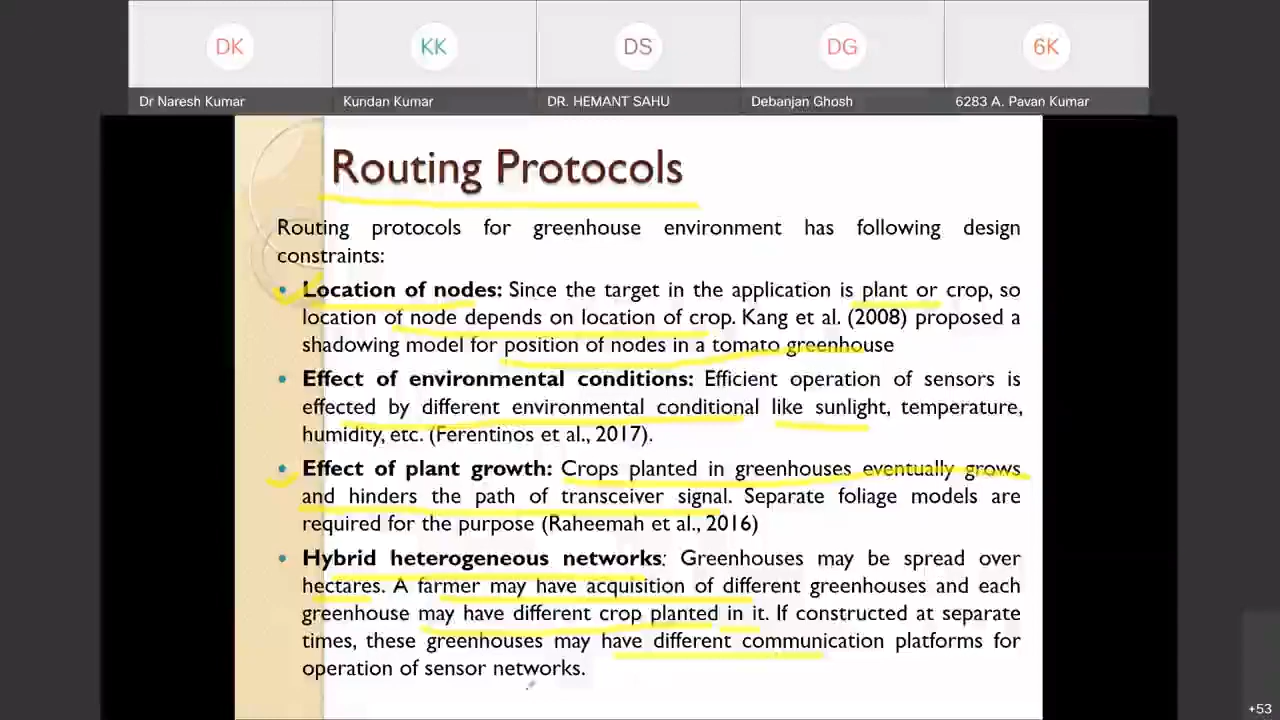 DK KK DS DG 6K
Dr Naresh Kumar Kundan Kumar DR. HEMANT SAHU Debanjan Ghosh 6283 A. Pavan Kumar
Routing Protocols
Routing protocols for greenhouse environment has following design
constraints:
• Location of nodes: Since the target in the application is plant or crop, so
location of node depends on location of crop. Kang et al. (2008) proposed a
shadowing model for position of nodes in a tomato greenhouse
• Effect of environmental conditions: Efficient operation of sensors is
effected by different environmental conditional like sunlight, temperature,
humidity, etc. (Ferentinos et al., 2017).
• Effect of plant growth: Crops planted in greenhouses eventually grows
and hinders the path of transceiver signal. Separate foliage models are
required for the purpose (Raheemah et al., 2016)
• Hybrid heterogeneous networks: Greenhouses may be spread over
hectares. A farmer may have acquisition of different greenhouses and each
greenhouse may have different crop planted in it. If constructed at separate
times, these greenhouses may have different communication platforms for
operation of sensor networks.
+53